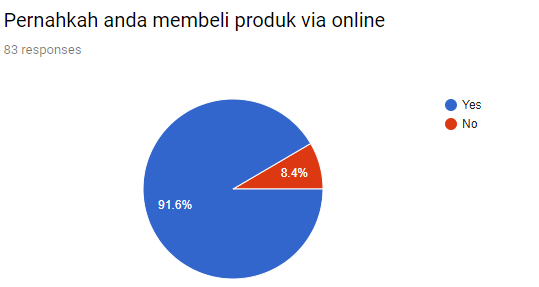 Pernahkah anda membeli produk via online
83 responses
Yes
No
8.4%
91.6%